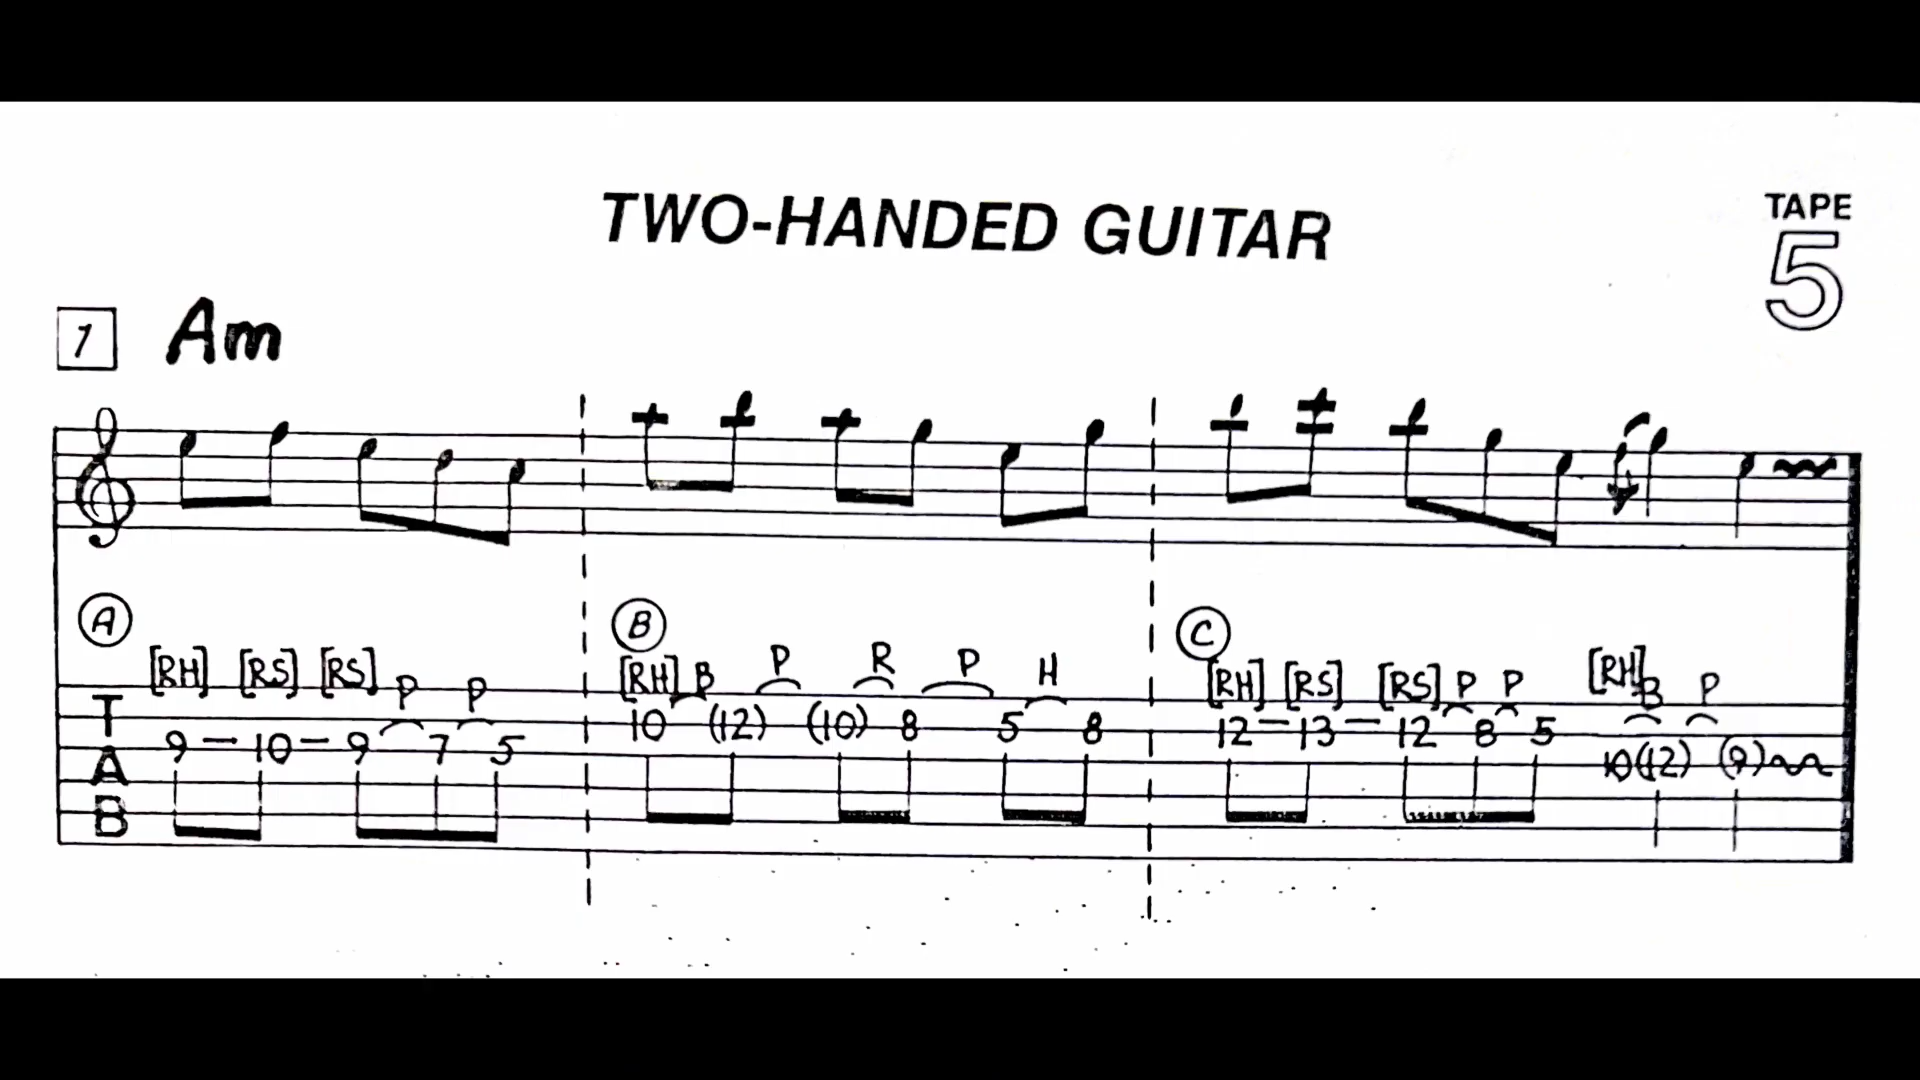 TWO-HANDED GUITAR
TAPE
5
1 Am
A B C
[RH] [RS] [RS] P P [RH] B P R P H [RH] [RS] [RS] P P [RH] B P
T 10 (12) (10) 8 5 8 12 – 13 – 12 8 5
9 – 10 – 9 7 5 10 (12) (9)
A
B